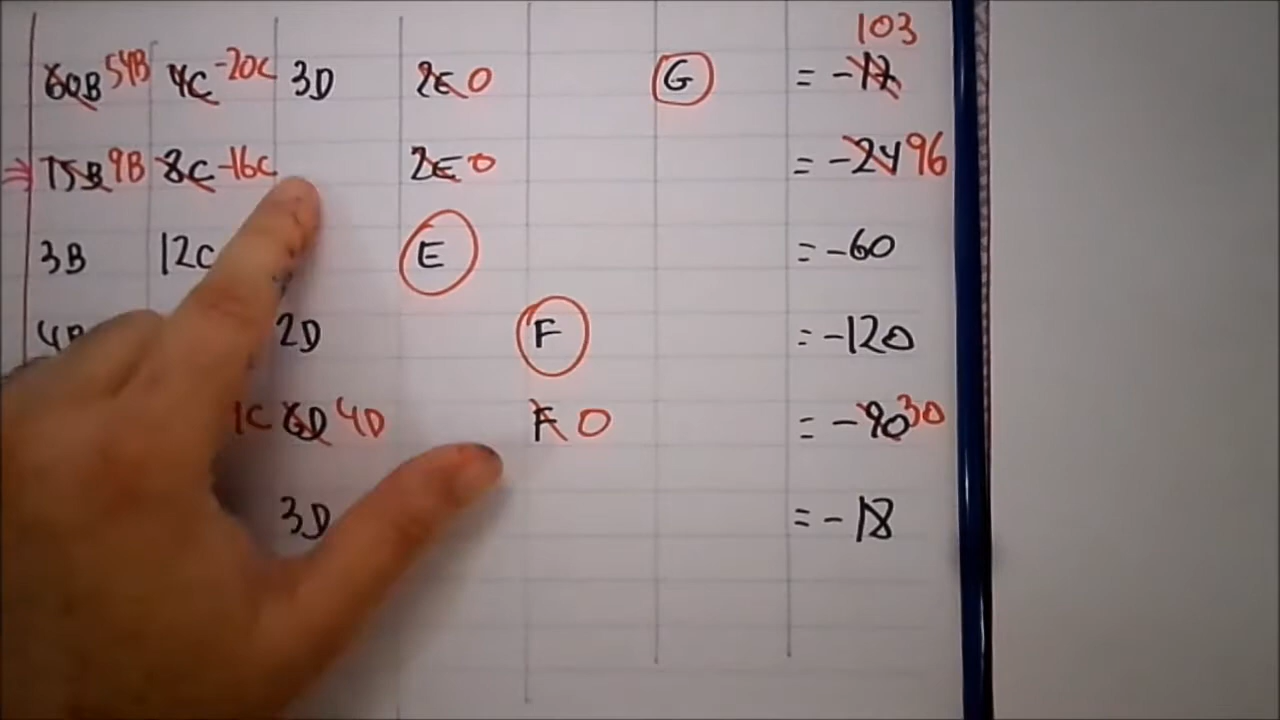 103
60B 54B 4C -20C 3D 2E 0 G = -17
15B 9B 8C -16C 2E 0 = -24 96
3B 12C E = -60
4B 2D F = -120
1C 6D 4D F 0 = -90 30
3D = -18